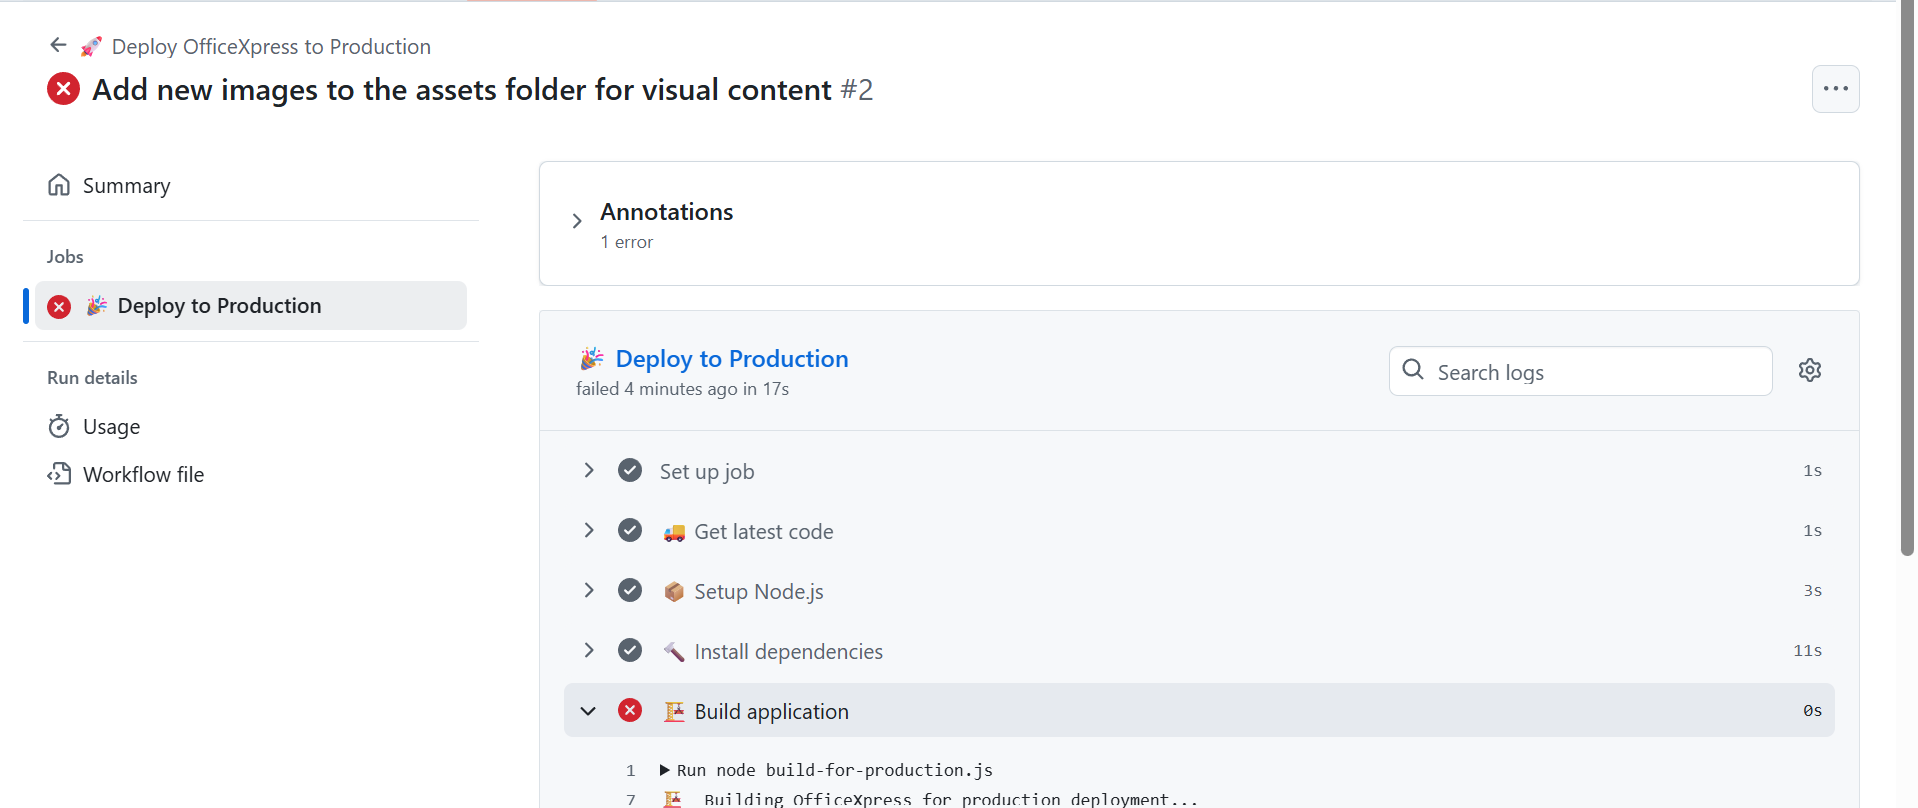 Deploy OfficeXpress to Production
Add new images to the assets folder for visual content #2
Summary
Jobs
Deploy to Production
Run details
Usage
Workflow file
Annotations
1 error
Deploy to Production
failed 4 minutes ago in 17s
Search logs
Set up job 1s
Get latest code 1s
Setup Node.js 3s
Install dependencies 11s
Build application 0s
1 Run node build-for-production.js
7 Building OfficeXpress for production deployment...